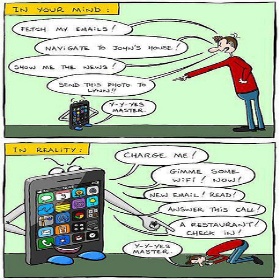 IN YOUR MIND:
FETCH MY EMAILS!
NAVIGATE TO JOHN'S HOUSE!
SHOW ME THE NEWS!
SEND THIS PHOTO TO
LYNN!!
Y-Y-YES
MASTER
IN REALITY:
CHARGE ME!
GIMME SOME
WIFI! NOW!
NEW EMAIL! READ!
ANSWER THIS CALL!
A RESTAURANT!
CHECK IN!
Y-Y-YES
MASTER